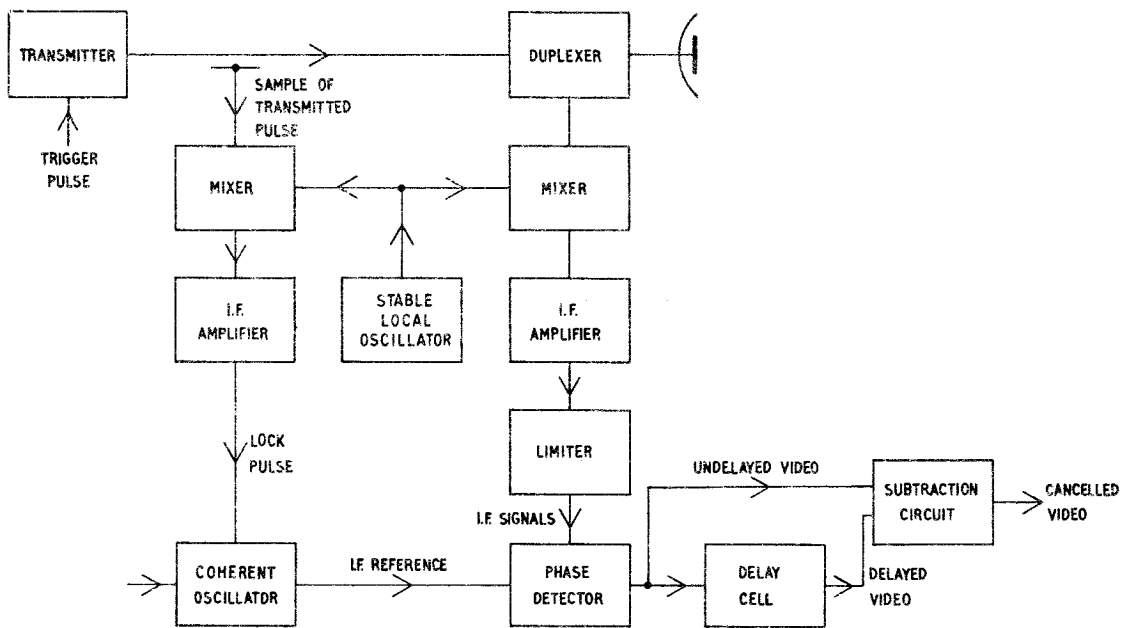 TRANSMITTER
DUPLEXER
SAMPLE OF
TRANSMITTED
PULSE
TRIGGER
PULSE
MIXER
MIXER
I.F.
AMPLIFIER
STABLE
LOCAL
OSCILLATOR
I.F.
AMPLIFIER
LOCK
PULSE
LIMITER
UNDELAYED VIDEO
SUBTRACTION
CIRCUIT
CANCELLED
VIDEO
I.F. SIGNALS
COHERENT
OSCILLATOR
I.F. REFERENCE
PHASE
DETECTOR
DELAY
CELL
DELAYED
VIDEO